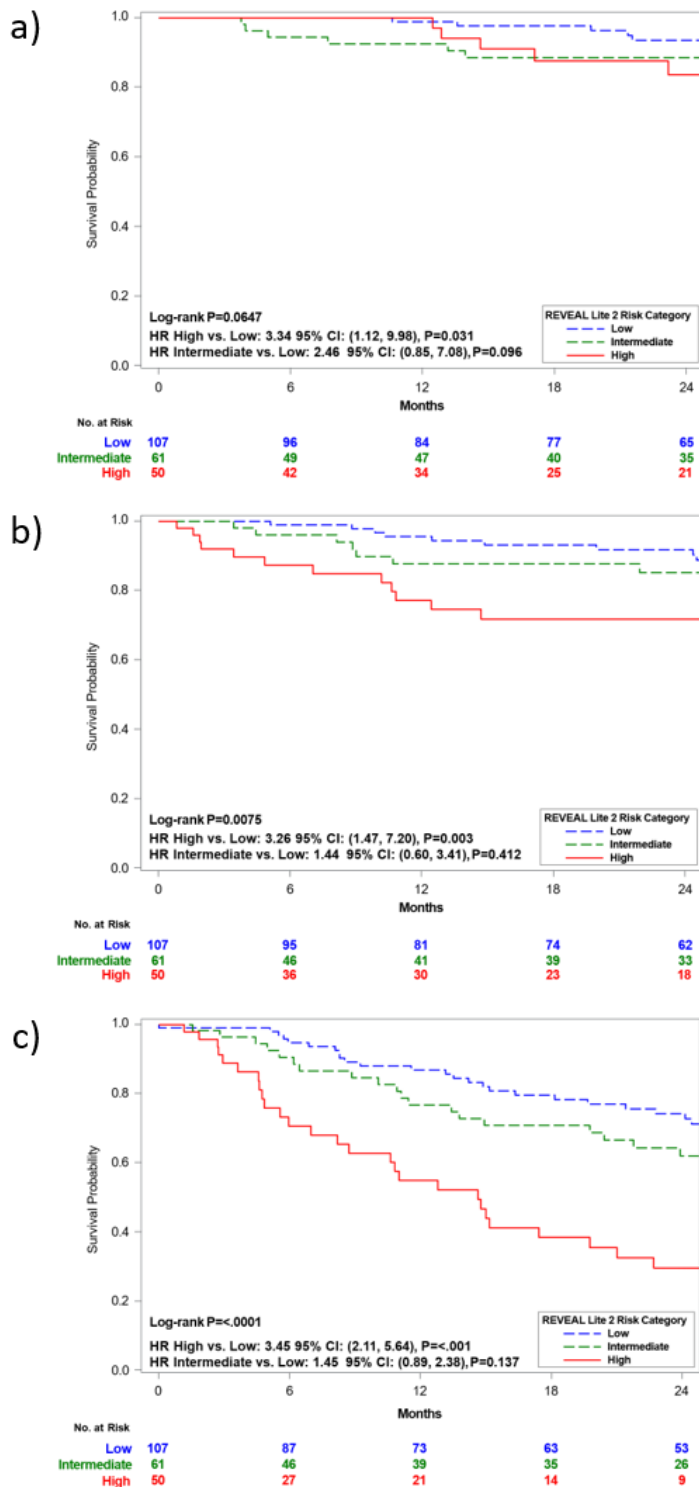 a)
1.0
0.8
0.6
0.4
0.2
0.0
Survival Probability
Log-rank P=0.0647
HR High vs. Low: 3.34 95% CI: (1.12, 9.98), P=0.031
HR Intermediate vs. Low: 2.46 95% CI: (0.85, 7.08), P=0.096
REVEAL Lite 2 Risk Category
Low
Intermediate
High
0 6 12 18 24
Months
No. at Risk
Low 107 96 84 77 65
Intermediate 61 49 47 40 35
High 50 42 34 25 21
b)
1.0
0.8
0.6
0.4
0.2
0.0
Survival Probability
Log-rank P=0.0075
HR High vs. Low: 3.26 95% CI: (1.47, 7.20), P=0.003
HR Intermediate vs. Low: 1.44 95% CI: (0.60, 3.41), P=0.412
REVEAL Lite 2 Risk Category
Low
Intermediate
High
0 6 12 18 24
Months
No. at Risk
Low 107 95 81 74 62
Intermediate 61 46 41 39 33
High 50 36 30 23 18
c)
1.0
0.8
0.6
0.4
0.2
0.0
Survival Probability
Log-rank P=<.0001
HR High vs. Low: 3.45 95% CI: (2.11, 5.64), P=<.001
HR Intermediate vs. Low: 1.45 95% CI: (0.89, 2.38), P=0.137
REVEAL Lite 2 Risk Category
Low
Intermediate
High
0 6 12 18 24
Months
No. at Risk
Low 107 87 73 63 53
Intermediate 61 46 39 35 26
High 50 27 21 14 9